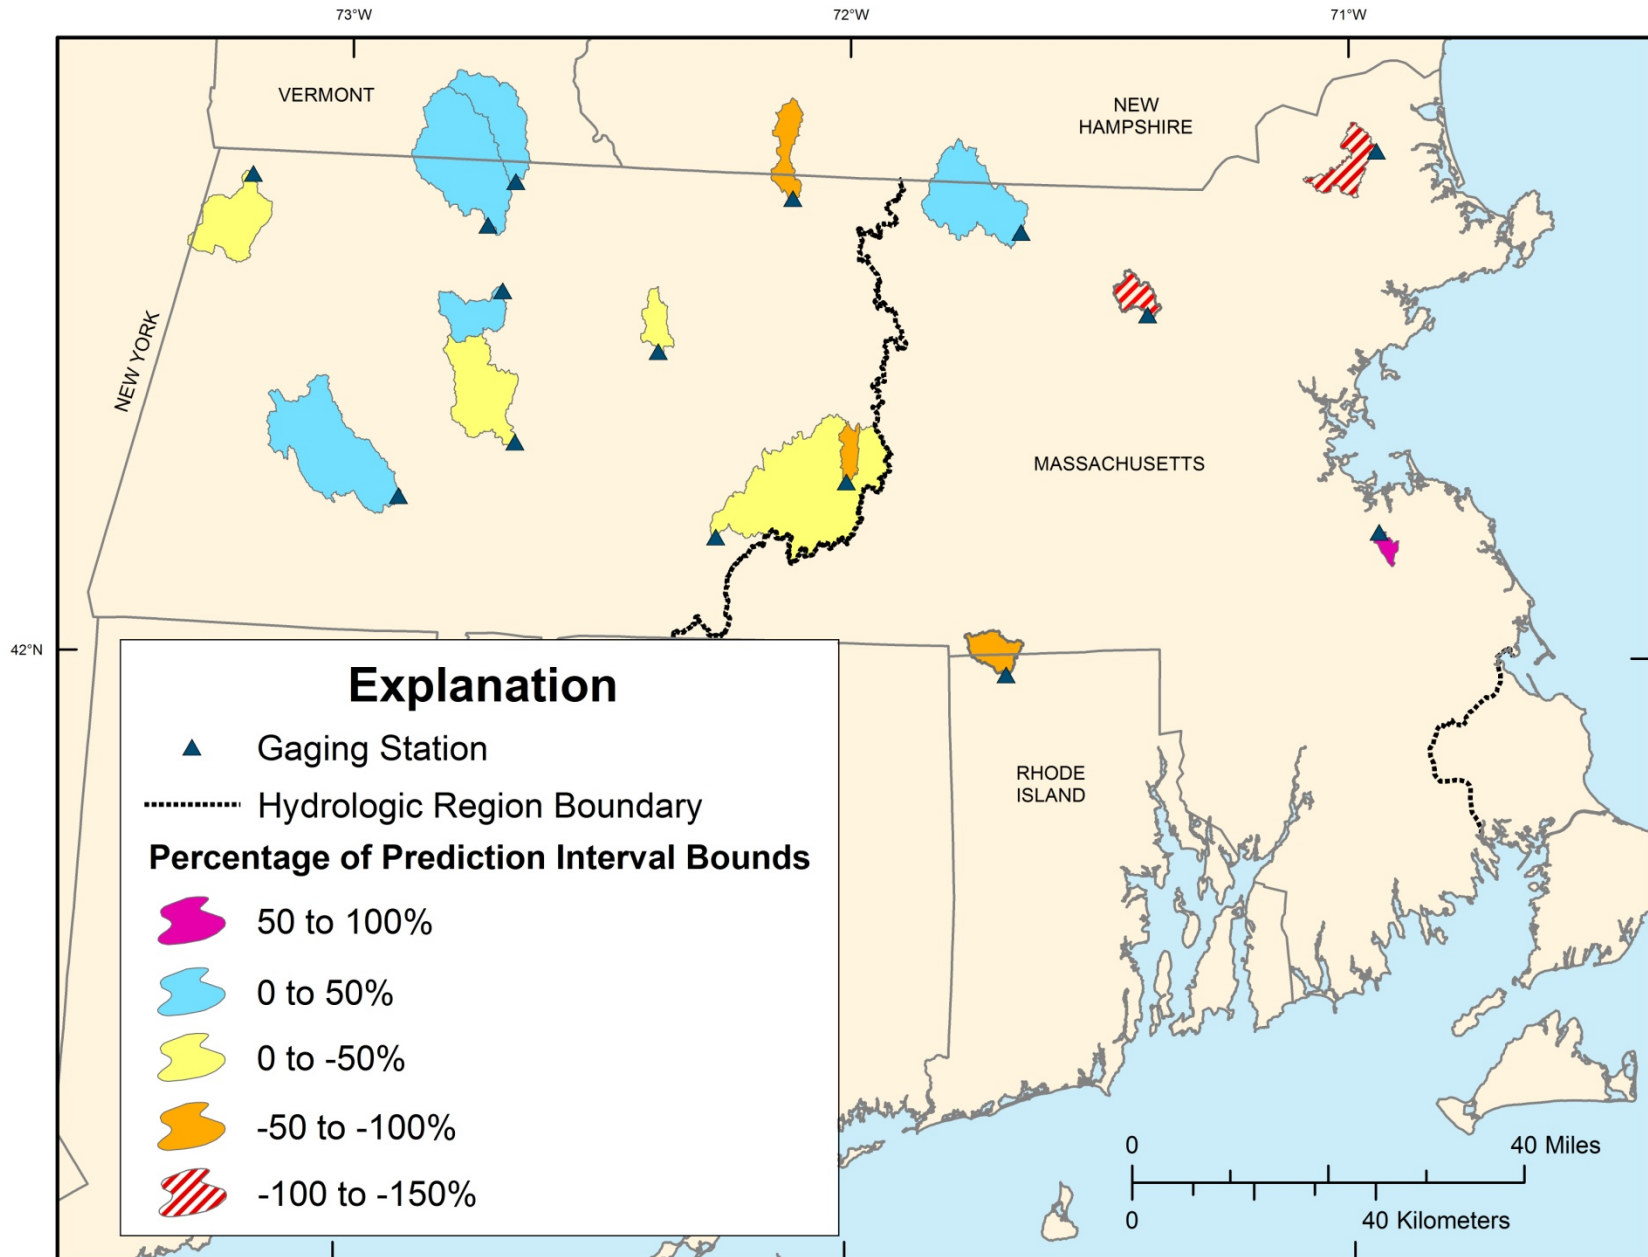 73°W
72°W
71°W
VERMONT
NEW
HAMPSHIRE
NEW YORK
MASSACHUSETTS
42°N
RHODE
ISLAND
Explanation
Gaging Station
Hydrologic Region Boundary
Percentage of Prediction Interval Bounds
50 to 100%
0 to 50%
0 to -50%
-50 to -100%
-100 to -150%
0
40 Miles
0
40 Kilometers